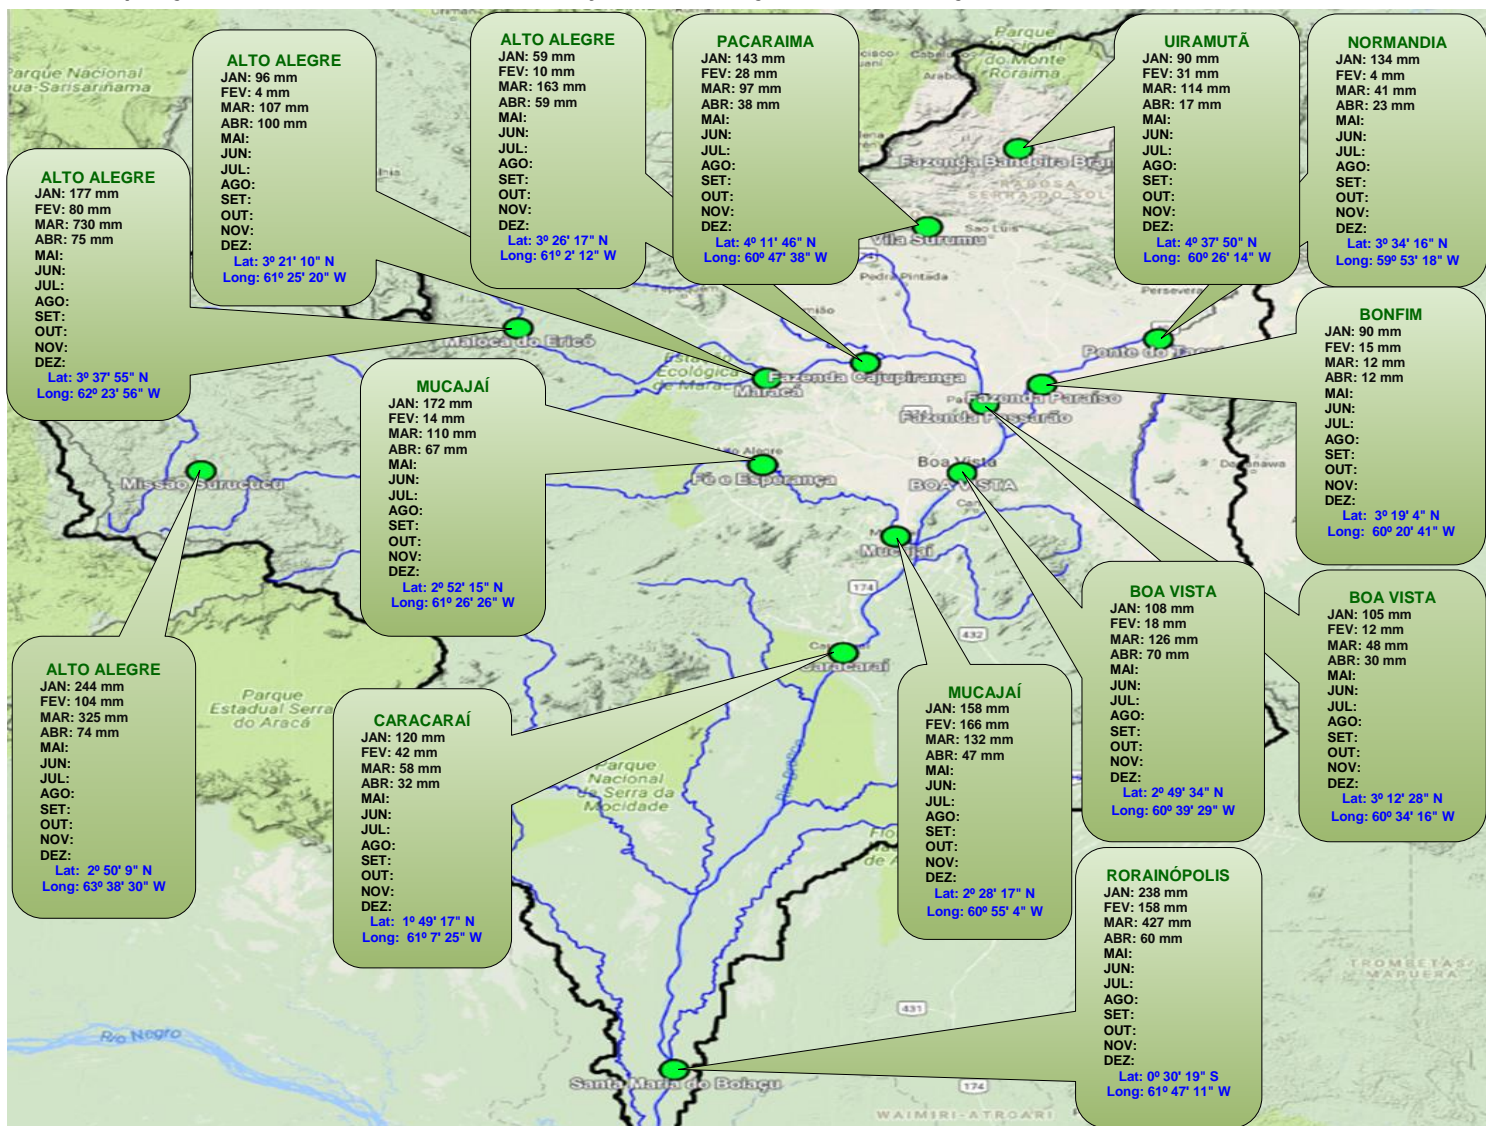 ALTO ALEGRE
JAN: 96 mm
FEV: 4 mm
MAR: 107 mm
ABR: 100 mm
MAI:
JUN:
JUL:
AGO:
SET:
OUT:
NOV:
DEZ:
Lat: 3º 21' 10" N
Long: 61º 25' 20" W
ALTO ALEGRE
JAN: 59 mm
FEV: 10 mm
MAR: 163 mm
ABR: 59 mm
MAI:
JUN:
JUL:
AGO:
SET:
OUT:
NOV:
DEZ:
Lat: 3º 26' 17" N
Long: 61º 2' 12" W
PACARAIMA
JAN: 143 mm
FEV: 28 mm
MAR: 97 mm
ABR: 38 mm
MAI:
JUN:
JUL:
AGO:
SET:
OUT:
NOV:
DEZ:
Lat: 4º 11' 46" N
Long: 60º 47' 38" W
UIRAMUTÃ
JAN: 90 mm
FEV: 31 mm
MAR: 114 mm
ABR: 17 mm
MAI:
JUN:
JUL:
AGO:
SET:
OUT:
NOV:
DEZ:
Lat: 4º 37' 50" N
Long: 60º 26' 14" W
NORMANDIA
JAN: 134 mm
FEV: 4 mm
MAR: 41 mm
ABR: 23 mm
MAI:
JUN:
JUL:
AGO:
SET:
OUT:
NOV:
DEZ:
Lat: 3º 34' 16" N
Long: 59º 53' 18" W
ALTO ALEGRE
JAN: 177 mm
FEV: 80 mm
MAR: 730 mm
ABR: 75 mm
MAI:
JUN:
JUL:
AGO:
SET:
OUT:
NOV:
DEZ:
Lat: 3º 37' 55" N
Long: 62º 23' 56" W
MUCAJAÍ
JAN: 172 mm
FEV: 14 mm
MAR: 110 mm
ABR: 67 mm
MAI:
JUN:
JUL:
AGO:
SET:
OUT:
NOV:
DEZ:
Lat: 2º 52' 15" N
Long: 61º 26' 26" W
BONFIM
JAN: 90 mm
FEV: 15 mm
MAR: 12 mm
ABR: 12 mm
MAI:
JUN:
JUL:
AGO:
SET:
OUT:
NOV:
DEZ:
Lat: 3º 19' 4" N
Long: 60º 20' 41" W
ALTO ALEGRE
JAN: 244 mm
FEV: 104 mm
MAR: 325 mm
ABR: 74 mm
MAI:
JUN:
JUL:
AGO:
SET:
OUT:
NOV:
DEZ:
Lat: 2º 50' 9" N
Long: 63º 38' 30" W
CARACARAÍ
JAN: 120 mm
FEV: 42 mm
MAR: 58 mm
ABR: 32 mm
MAI:
JUN:
JUL:
AGO:
SET:
OUT:
NOV:
DEZ:
Lat: 1º 49' 17" N
Long: 61º 7' 25" W
MUCAJAÍ
JAN: 158 mm
FEV: 166 mm
MAR: 132 mm
ABR: 47 mm
MAI:
JUN:
JUL:
AGO:
SET:
OUT:
NOV:
DEZ:
Lat: 2º 28' 17" N
Long: 60º 55' 4" W
BOA VISTA
JAN: 108 mm
FEV: 18 mm
MAR: 126 mm
ABR: 70 mm
MAI:
JUN:
JUL:
AGO:
SET:
OUT:
NOV:
DEZ:
Lat: 2º 49' 34" N
Long: 60º 39' 29" W
BOA VISTA
JAN: 105 mm
FEV: 12 mm
MAR: 48 mm
ABR: 30 mm
MAI:
JUN:
JUL:
AGO:
SET:
OUT:
NOV:
DEZ:
Lat: 3º 12' 28" N
Long: 60º 34' 16" W
RORAINÓPOLIS
JAN: 238 mm
FEV: 158 mm
MAR: 427 mm
ABR: 60 mm
MAI:
JUN:
JUL:
AGO:
SET:
OUT:
NOV:
DEZ:
Lat: 0º 30' 19" S
Long: 61º 47' 11" W
Parque Nacional
Parque
do Monte
Roraima
Vila Surumu
Sao Luis
Pedra Pintada
Maloca do Ericó
Ecológica
Maracá
Fazenda Cajupiranga
Fazenda Paraiso
Fazenda Passarão
Missão Surucucu
Fé e Esperança
Boa Vista
BOA VISTA
Mucajaí
174
432
Caracaraí
Parque
Estadual Serra
do Aracá
Parque
Nacional
da Serra da
Mocidade
Rio Branco
Rio Negro
Santa Maria do Boiaçu
431
174
WAIMIRI-ATROARI
TROMBETAS/
MAPUERA